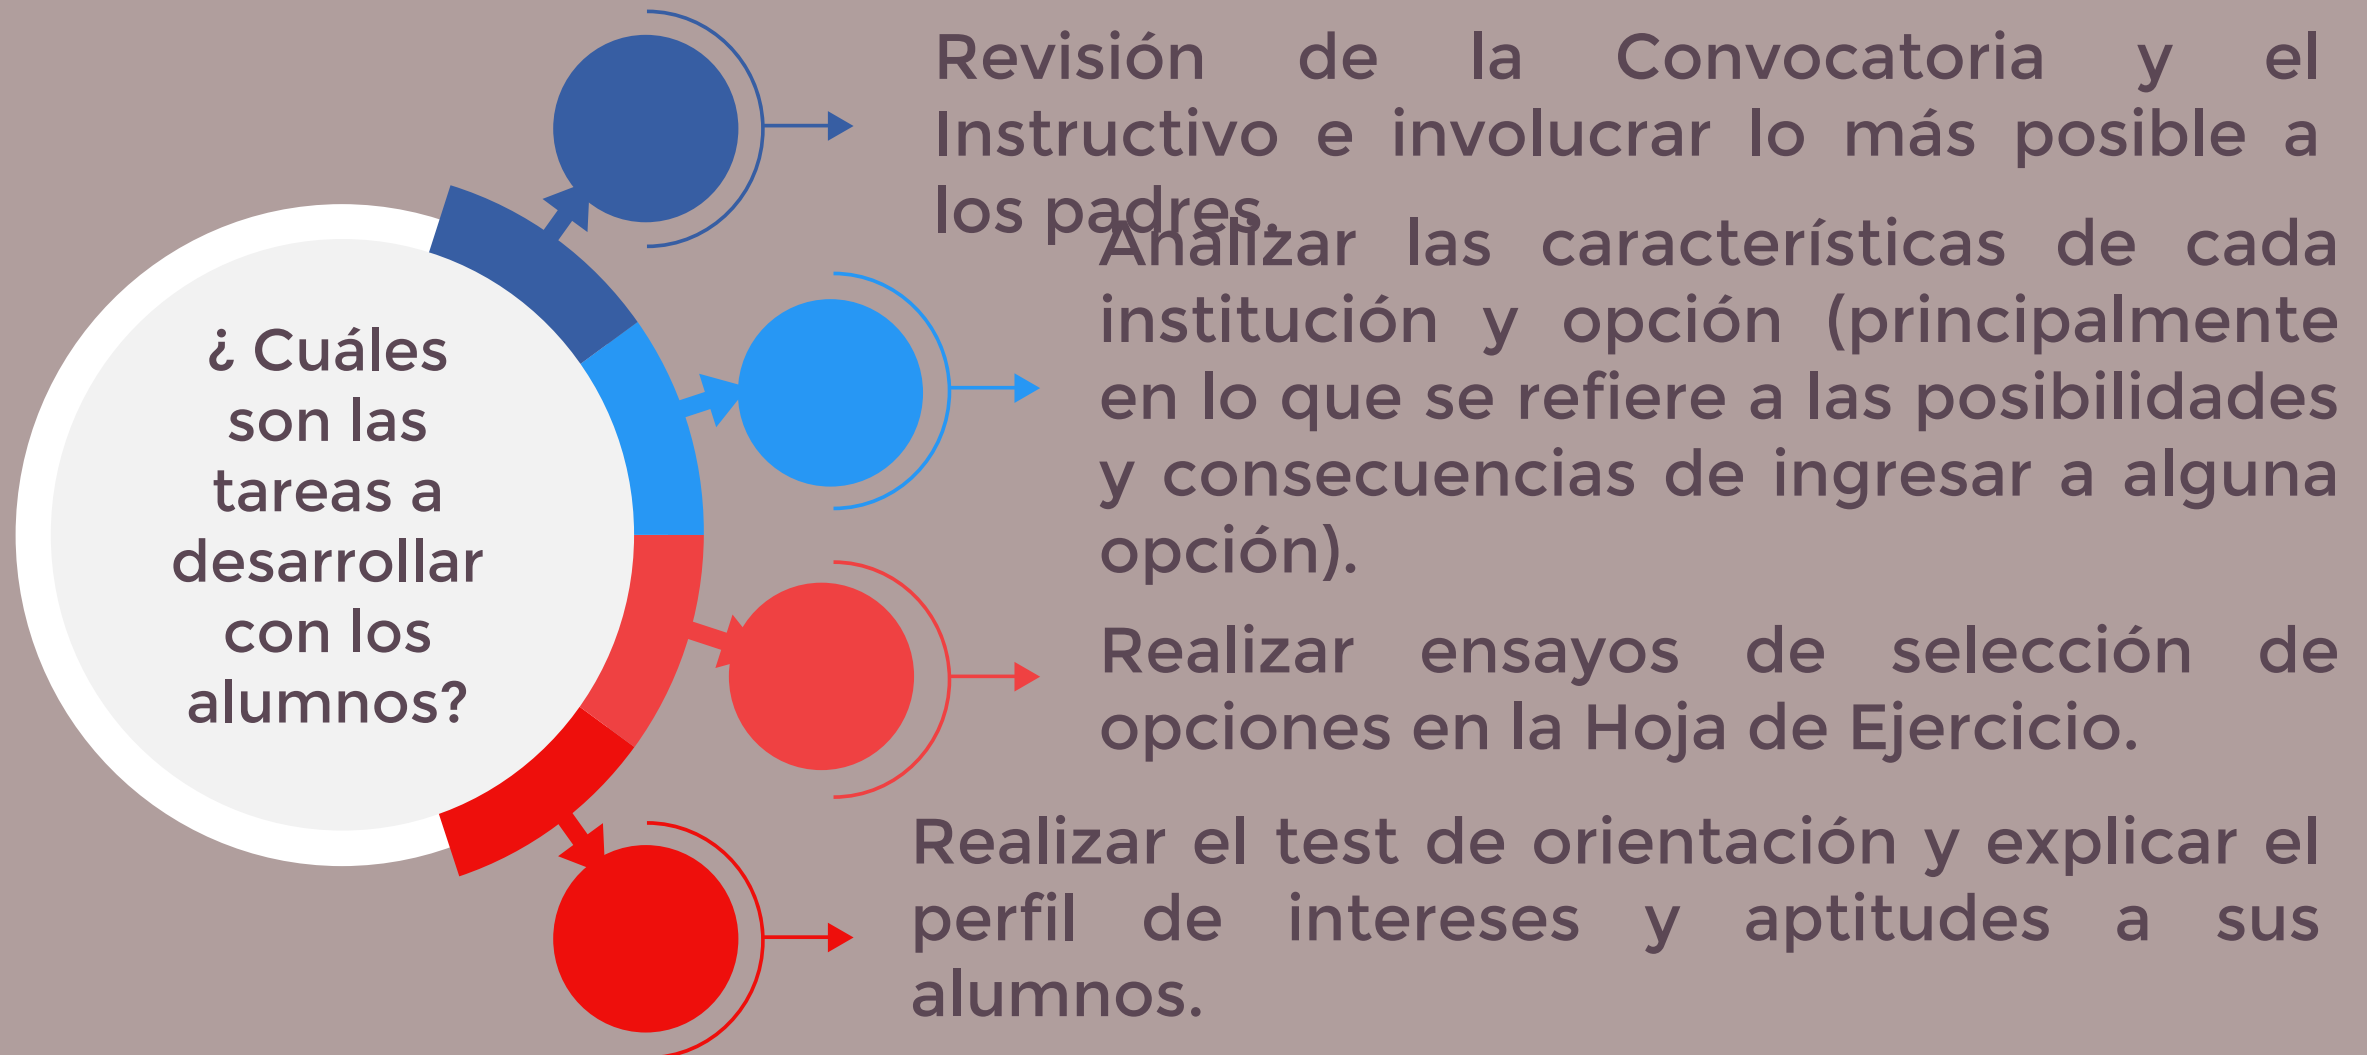 ¿ Cuáles
son las
tareas a
desarrollar
con los
alumnos?
Revisión de la Convocatoria y el
Instructivo e involucrar lo más posible a
los padres.
Analizar las características de cada
institución y opción (principalmente
en lo que se refiere a las posibilidades
y consecuencias de ingresar a alguna
opción).
Realizar ensayos de selección de
opciones en la Hoja de Ejercicio.
Realizar el test de orientación y explicar el
perfil de intereses y aptitudes a sus
alumnos.